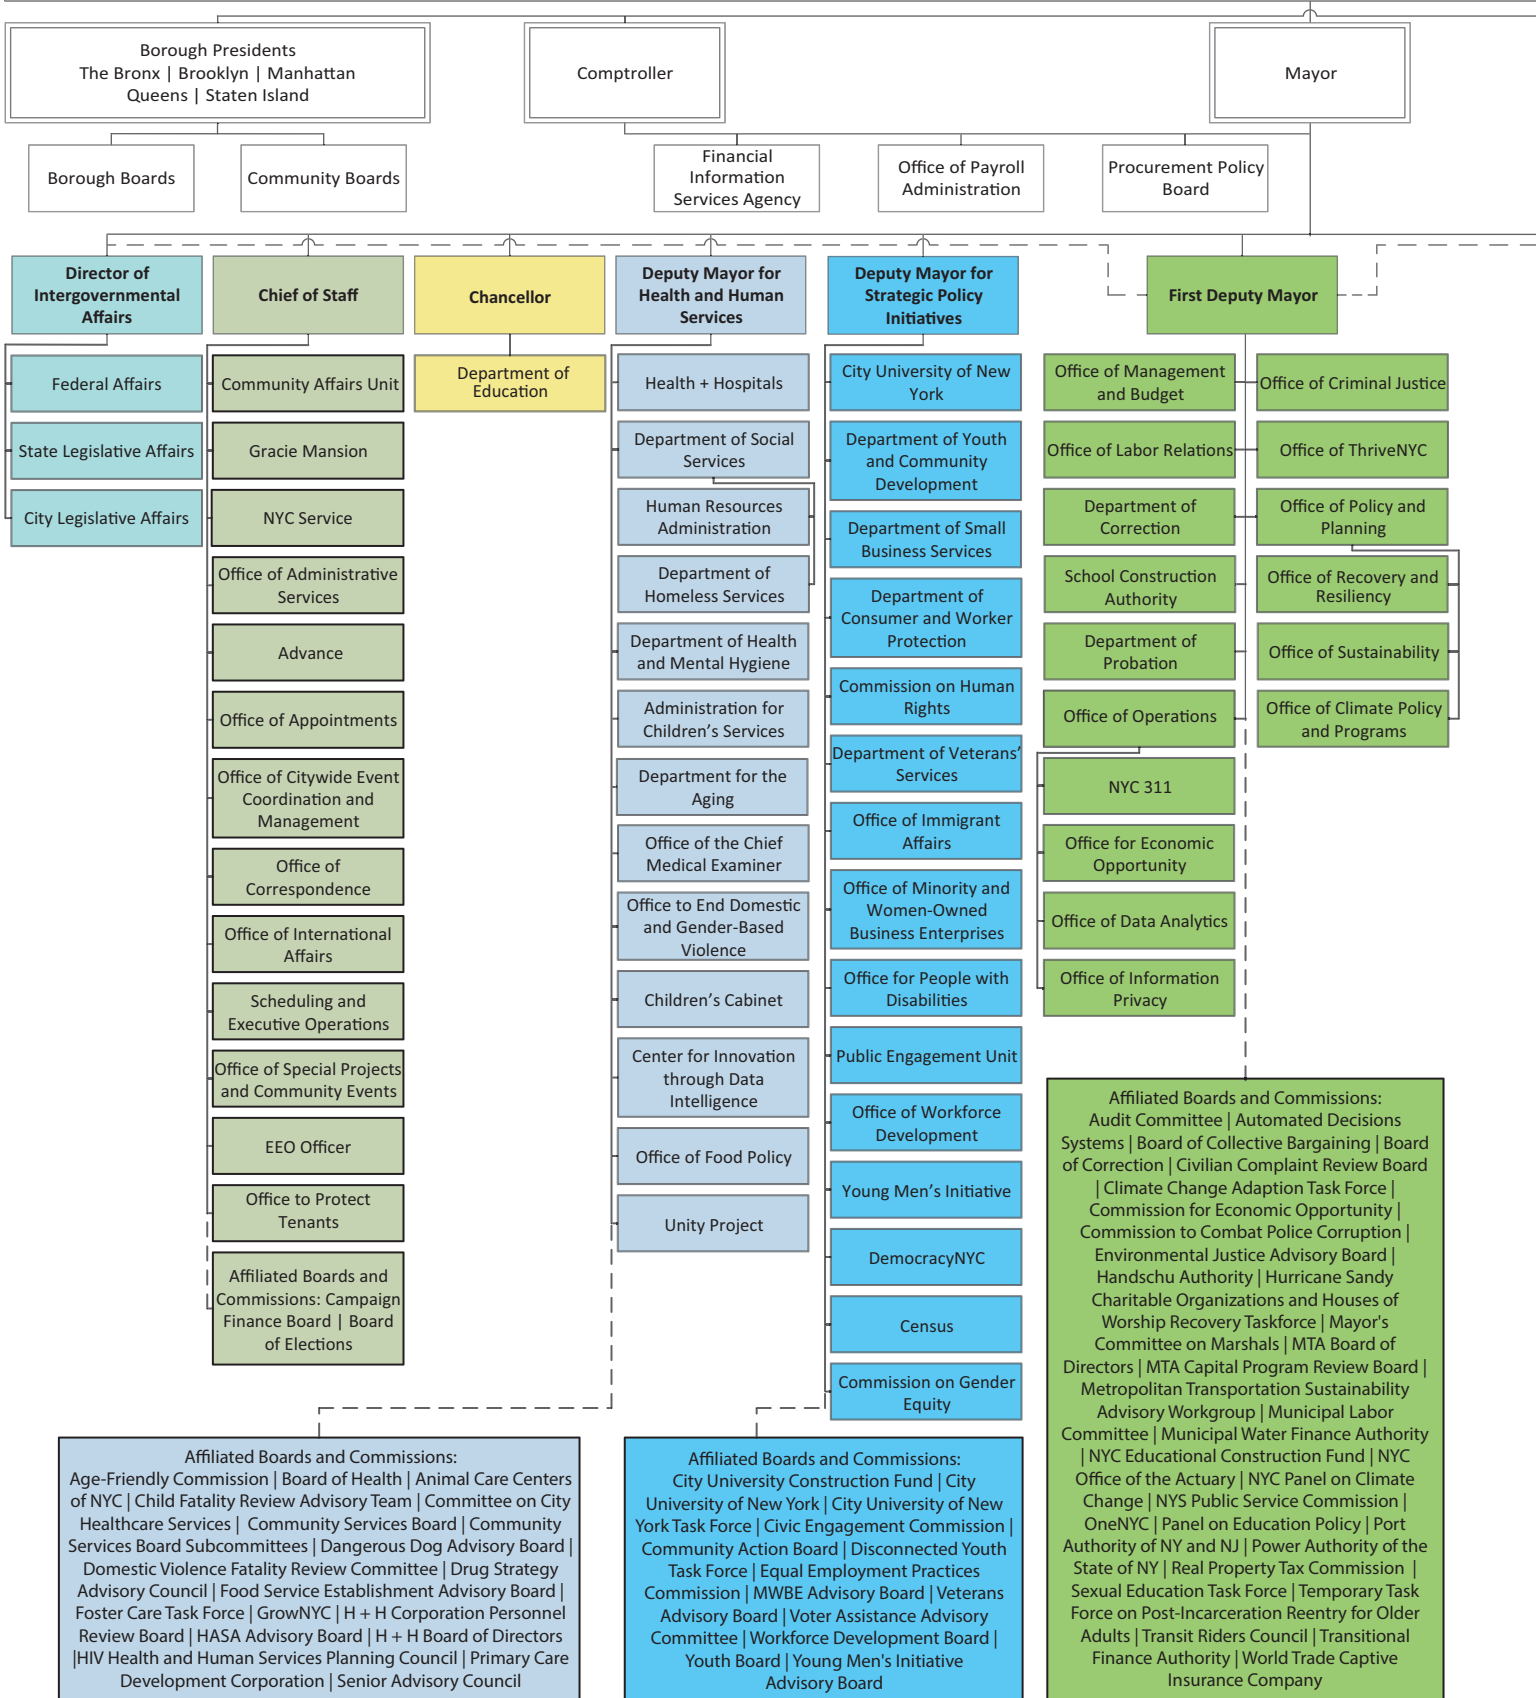 Borough Presidents
The Bronx | Brooklyn | Manhattan
Queens | Staten Island
Comptroller
Mayor
Borough Boards
Community Boards
Financial
Information
Services Agency
Office of Payroll
Administration
Procurement Policy
Board
Director of
Intergovernmental
Affairs
Federal Affairs
State Legislative Affairs
City Legislative Affairs
Chief of Staff
Community Affairs Unit
Gracie Mansion
NYC Service
Office of Administrative
Services
Advance
Office of Appointments
Office of Citywide Event
Coordination and
Management
Office of
Correspondence
Office of International
Affairs
Scheduling and
Executive Operations
Office of Special Projects
and Community Events
EEO Officer
Office to Protect
Tenants
Affiliated Boards and
Commissions: Campaign
Finance Board | Board
of Elections
Chancellor
Department of
Education
Deputy Mayor for
Health and Human
Services
Health + Hospitals
Department of Social
Services
Human Resources
Administration
Department of
Homeless Services
Department of Health
and Mental Hygiene
Administration for
Children’s Services
Department for the
Aging
Office of the Chief
Medical Examiner
Office to End Domestic
and Gender-Based
Violence
Children’s Cabinet
Center for Innovation
through Data
Intelligence
Office of Food Policy
Unity Project
Affiliated Boards and Commissions:
Age-Friendly Commission | Board of Health | Animal Care Centers
of NYC | Child Fatality Review Advisory Team | Committee on City
Healthcare Services | Community Services Board | Community
Services Board Subcommittees | Dangerous Dog Advisory Board |
Domestic Violence Fatality Review Committee | Drug Strategy
Advisory Council | Food Service Establishment Advisory Board |
Foster Care Task Force | GrowNYC | H + H Corporation Personnel
Review Board | HASA Advisory Board | H + H Board of Directors
|HIV Health and Human Services Planning Council | Primary Care
Development Corporation | Senior Advisory Council
Deputy Mayor for
Strategic Policy
Initiatives
City University of New
York
Department of Youth
and Community
Development
Department of Small
Business Services
Department of
Consumer and Worker
Protection
Commission on Human
Rights
Department of Veterans’
Services
Office of Immigrant
Affairs
Office of Minority and
Women-Owned
Business Enterprises
Office for People with
Disabilities
Public Engagement Unit
Office of Workforce
Development
Young Men’s Initiative
DemocracyNYC
Census
Commission on Gender
Equity
Affiliated Boards and Commissions:
City University Construction Fund | City
University of New York | City University of New
York Task Force | Civic Engagement Commission |
Community Action Board | Disconnected Youth
Task Force | Equal Employment Practices
Commission | MWBE Advisory Board | Veterans
Advisory Board | Voter Assistance Advisory
Committee | Workforce Development Board |
Youth Board | Young Men's Initiative
Advisory Board
First Deputy Mayor
Office of Management
and Budget
Office of Labor Relations
Department of
Correction
School Construction
Authority
Department of
Probation
Office of Operations
NYC 311
Office for Economic
Opportunity
Office of Data Analytics
Office of Information
Privacy
Office of Criminal Justice
Office of ThriveNYC
Office of Policy and
Planning
Office of Recovery and
Resiliency
Office of Sustainability
Office of Climate Policy
and Programs
Affiliated Boards and Commissions:
Audit Committee | Automated Decisions
Systems | Board of Collective Bargaining | Board
of Correction | Civilian Complaint Review Board
| Climate Change Adaption Task Force |
Commission for Economic Opportunity |
Commission to Combat Police Corruption |
Environmental Justice Advisory Board |
Handschu Authority | Hurricane Sandy
Charitable Organizations and Houses of
Worship Recovery Taskforce | Mayor's
Committee on Marshals | MTA Board of
Directors | MTA Capital Program Review Board |
Metropolitan Transportation Sustainability
Advisory Workgroup | Municipal Labor
Committee | Municipal Water Finance Authority
| NYC Educational Construction Fund | NYC
Office of the Actuary | NYC Panel on Climate
Change | NYS Public Service Commission |
OneNYC | Panel on Education Policy | Port
Authority of NY and NJ | Power Authority of the
State of NY | Real Property Tax Commission |
Sexual Education Task Force | Temporary Task
Force on Post-Incarceration Reentry for Older
Adults | Transit Riders Council | Transitional
Finance Authority | World Trade Captive
Insurance Company